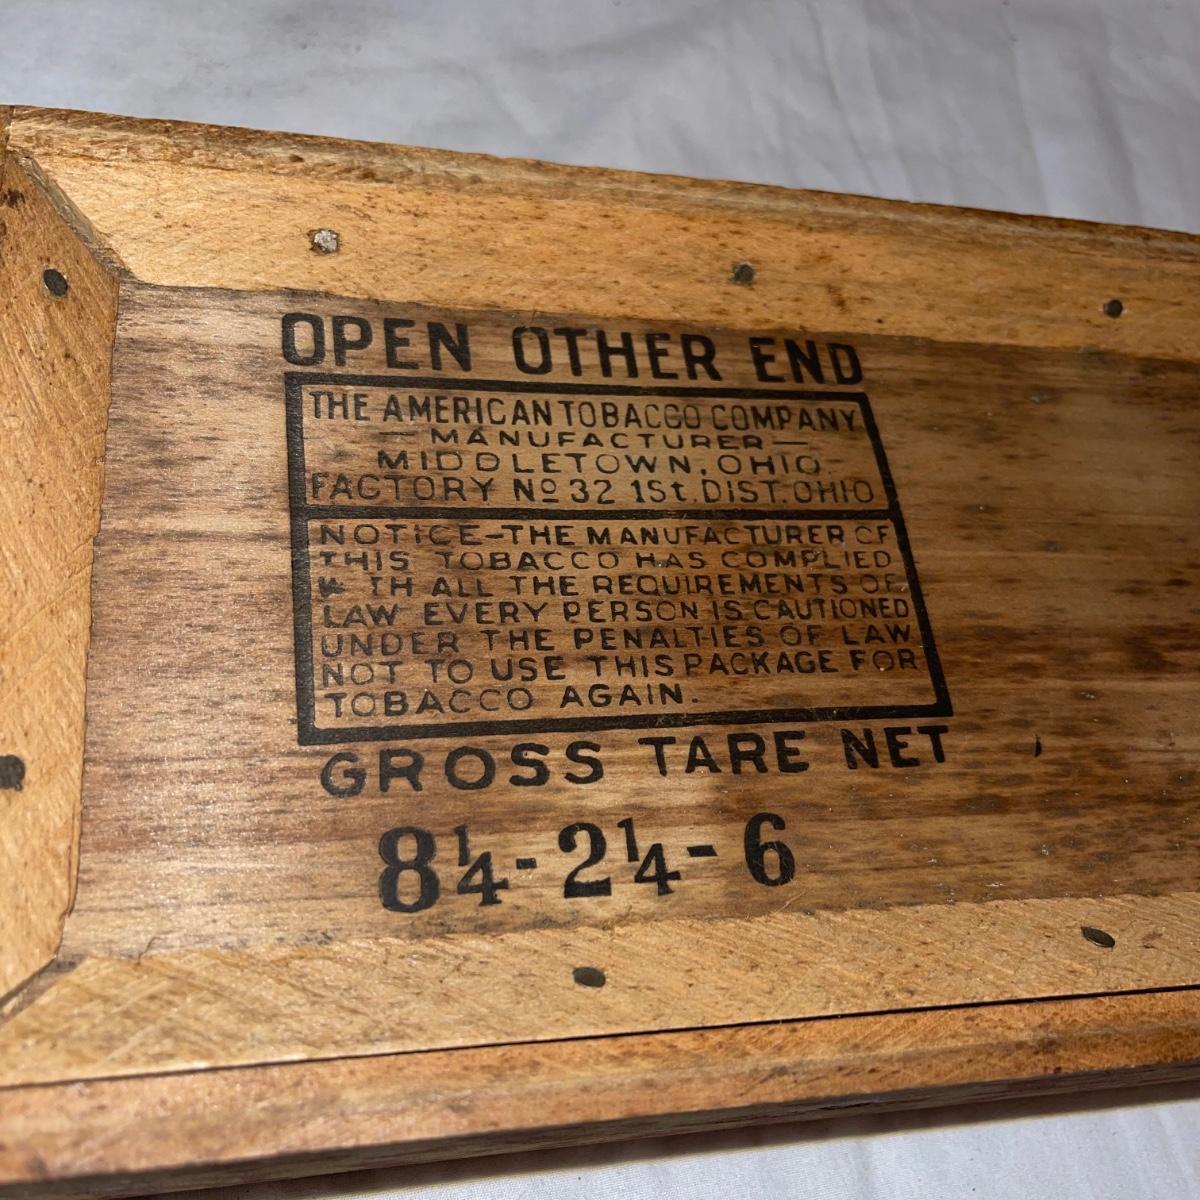 OPEN OTHER END
THE AMERICAN TOBACCO COMPANY
— MANUFACTURER —
MIDDLETOWN, OHIO.
FACTORY Nº 32 1St. DIST. OHIO
NOTICE-THE MANUFACTURER OF
THIS TOBACCO HAS COMPLIED
WITH ALL THE REQUIREMENTS OF
LAW EVERY PERSON IS CAUTIONED
UNDER THE PENALTIES OF LAW
NOT TO USE THIS PACKAGE FOR
TOBACCO AGAIN.
GROSS TARE NET
8¼-2¼-6